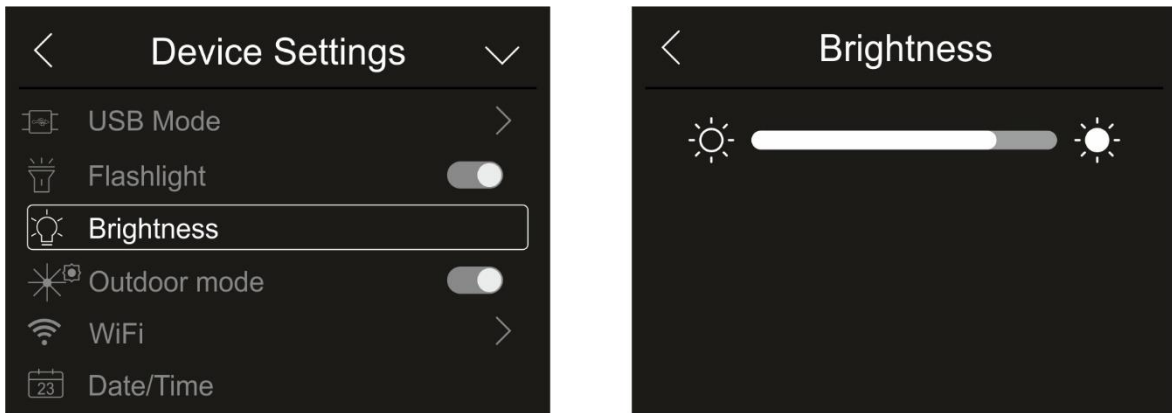 Device Settings
USB Mode
Flashlight
Brightness
Outdoor mode
WiFi
23
Date/Time
Brightness